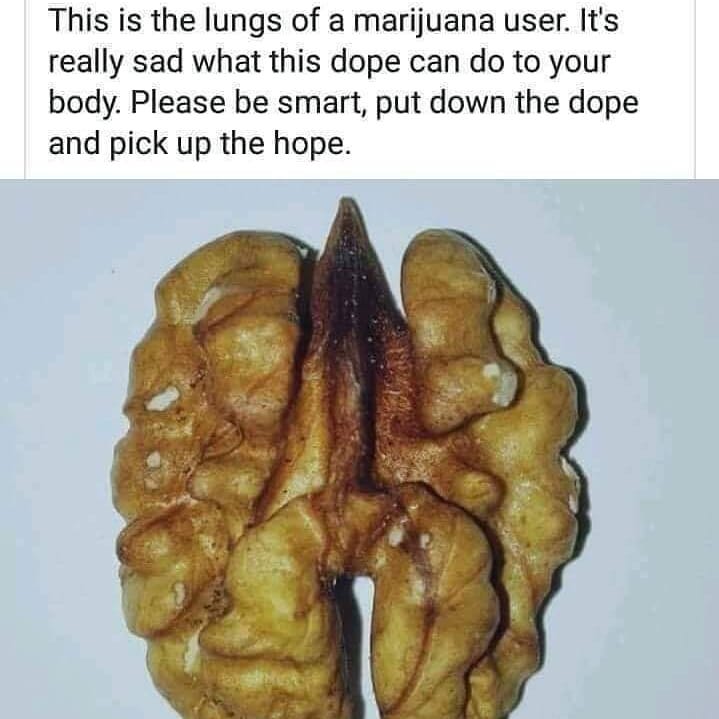 This is the lungs of a marijuana user. It's
really sad what this dope can do to your
body. Please be smart, put down the dope
and pick up the hope.